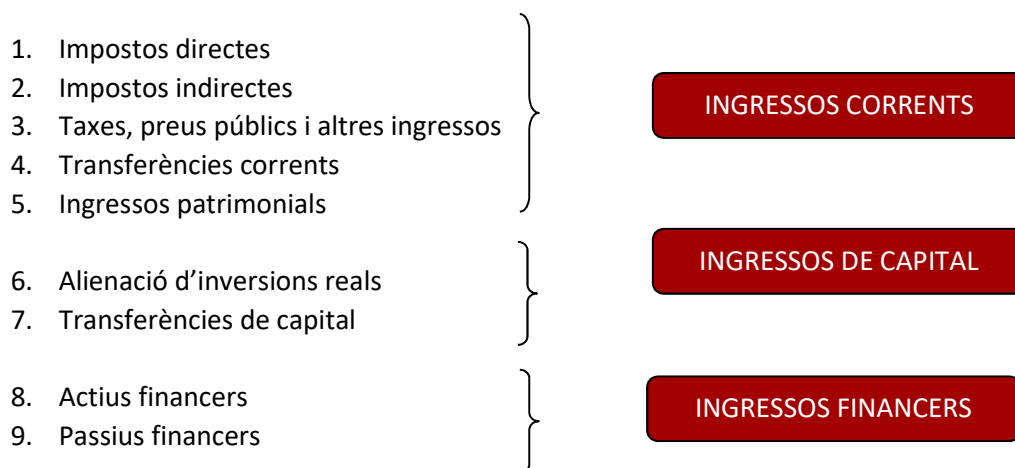 1. Impostos directes
2. Impostos indirectes
3. Taxes, preus públics i altres ingressos
4. Transferències corrents
5. Ingressos patrimonials
INGRESSOS CORRENTS
6. Alienació d’inversions reals
7. Transferències de capital
INGRESSOS DE CAPITAL
8. Actius financers
9. Passius financers
INGRESSOS FINANCERS